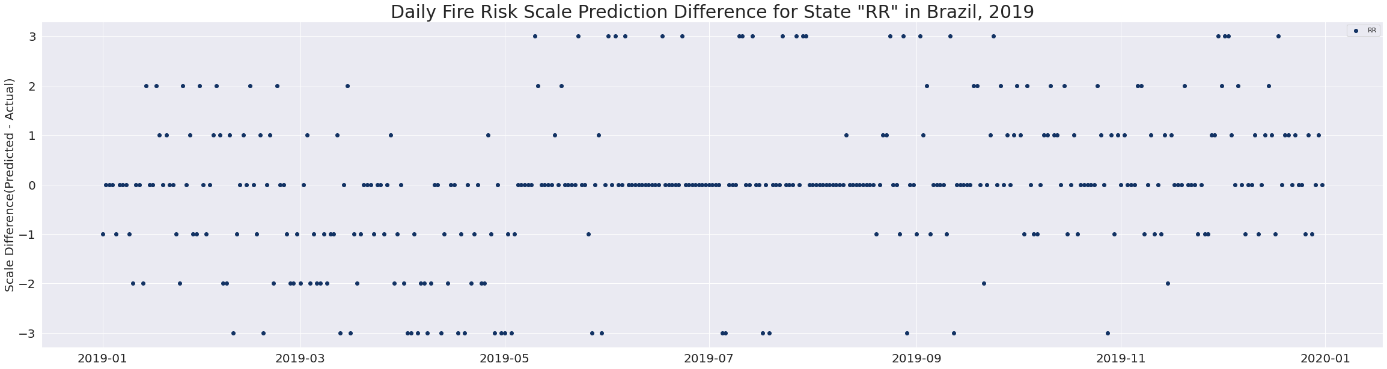 Daily Fire Risk Scale Prediction Difference for State "RR" in Brazil, 2019
Scale Difference(Predicted - Actual)
3
2
1
0
−1
−2
−3
RR
2019-01 2019-03 2019-05 2019-07 2019-09 2019-11 2020-01